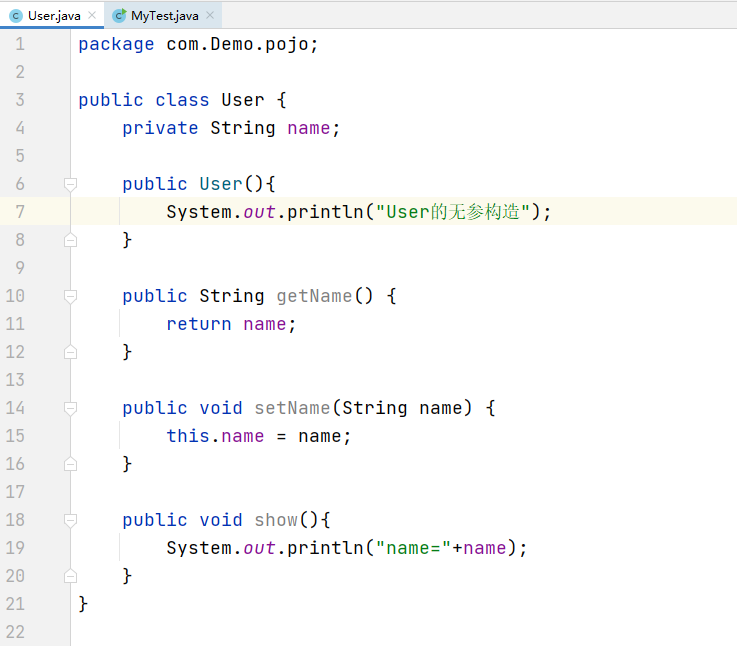 User.java MyTest.java
1 package com.Demo.pojo;
2
3 public class User {
4     private String name;
5
6     public User(){
7         System.out.println("User的无参构造");
8     }
9
10     public String getName() {
11         return name;
12     }
13
14     public void setName(String name) {
15         this.name = name;
16     }
17
18     public void show(){
19         System.out.println("name="+name);
20     }
21 }
22